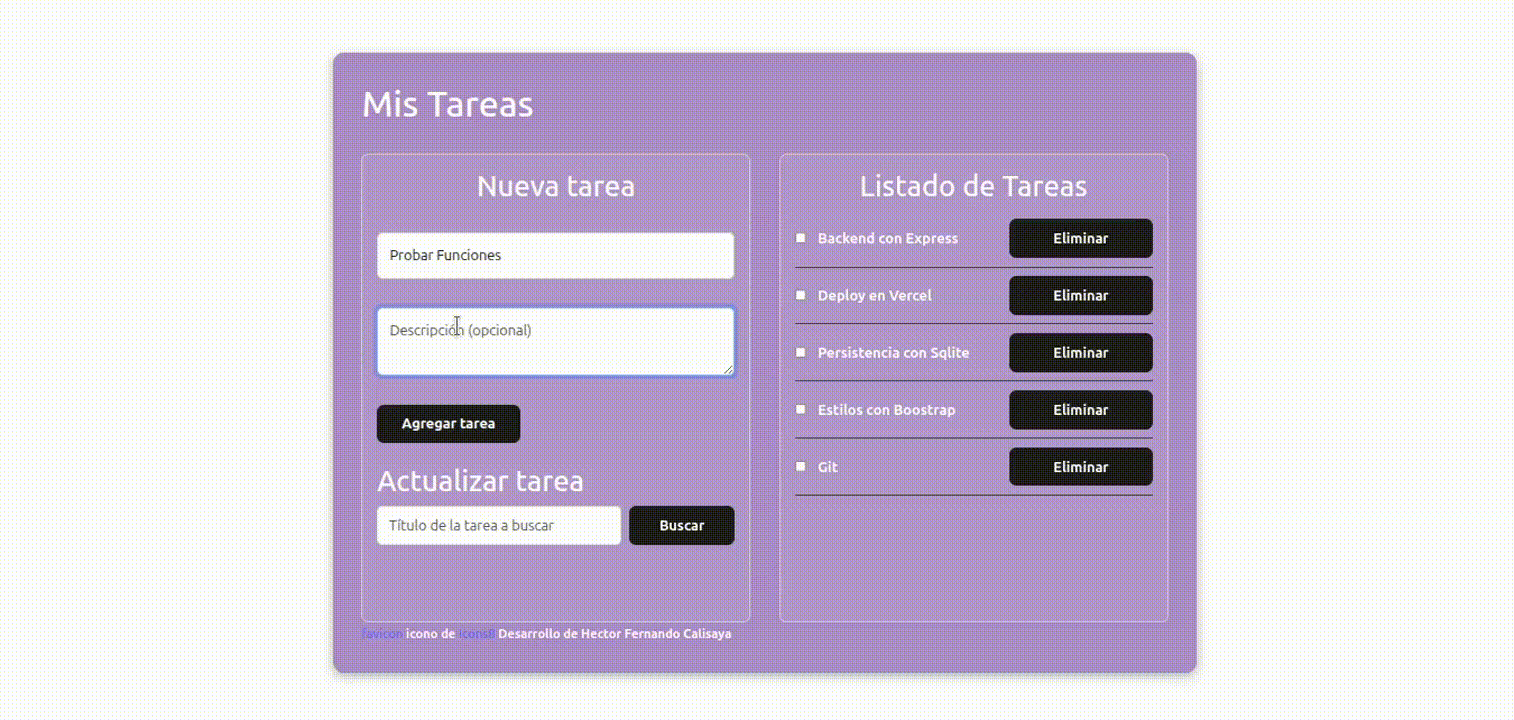 Mis Tareas
Nueva tarea
Probar Funciones
Descripción (opcional)
Agregar tarea
Actualizar tarea
Título de la tarea a buscar
Buscar
Listado de Tareas
Backend con Express
Eliminar
Deploy en Vercel
Eliminar
Persistencia con Sqlite
Eliminar
Estilos con Boostrap
Eliminar
Git
Eliminar
favicon icono de icons8 Desarrollo de Hector Fernando Calisaya